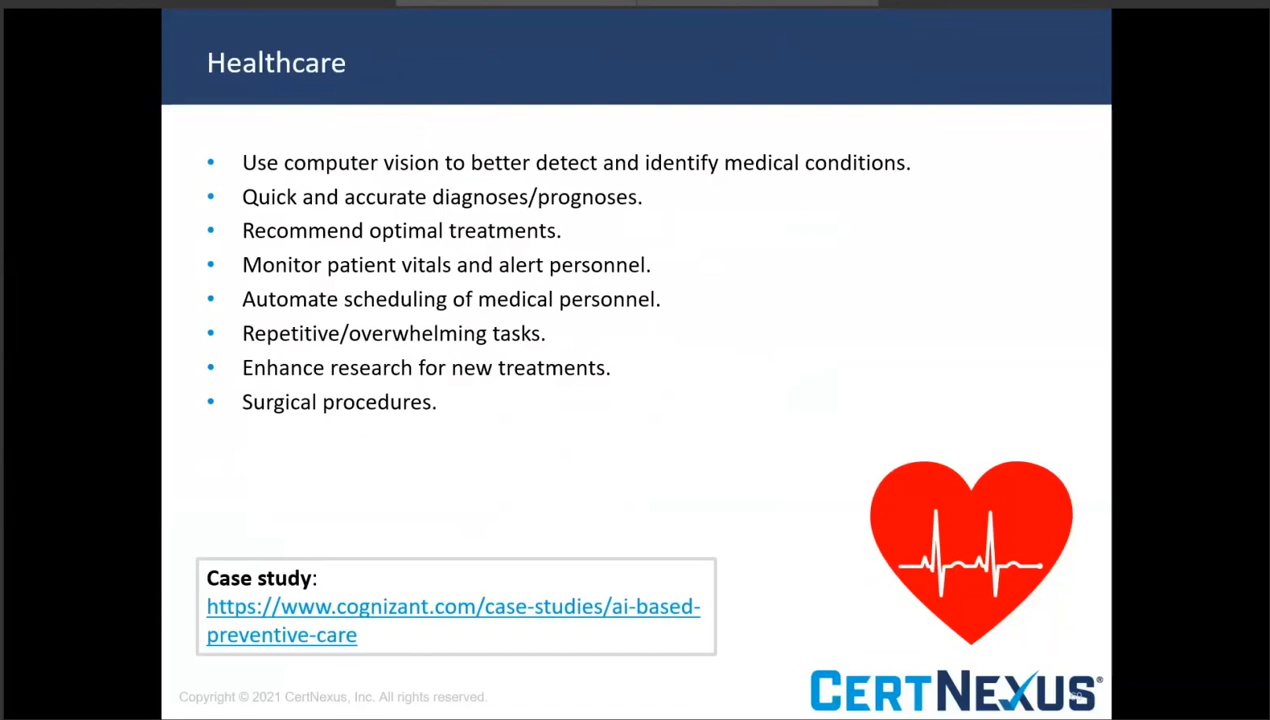 Healthcare
• Use computer vision to better detect and identify medical conditions.
• Quick and accurate diagnoses/prognoses.
• Recommend optimal treatments.
• Monitor patient vitals and alert personnel.
• Automate scheduling of medical personnel.
• Repetitive/overwhelming tasks.
• Enhance research for new treatments.
• Surgical procedures.
Case study:
https://www.cognizant.com/case-studies/ai-based-
preventive-care
Copyright © 2021 CertNexus, Inc. All rights reserved.
CERTNEXUS®